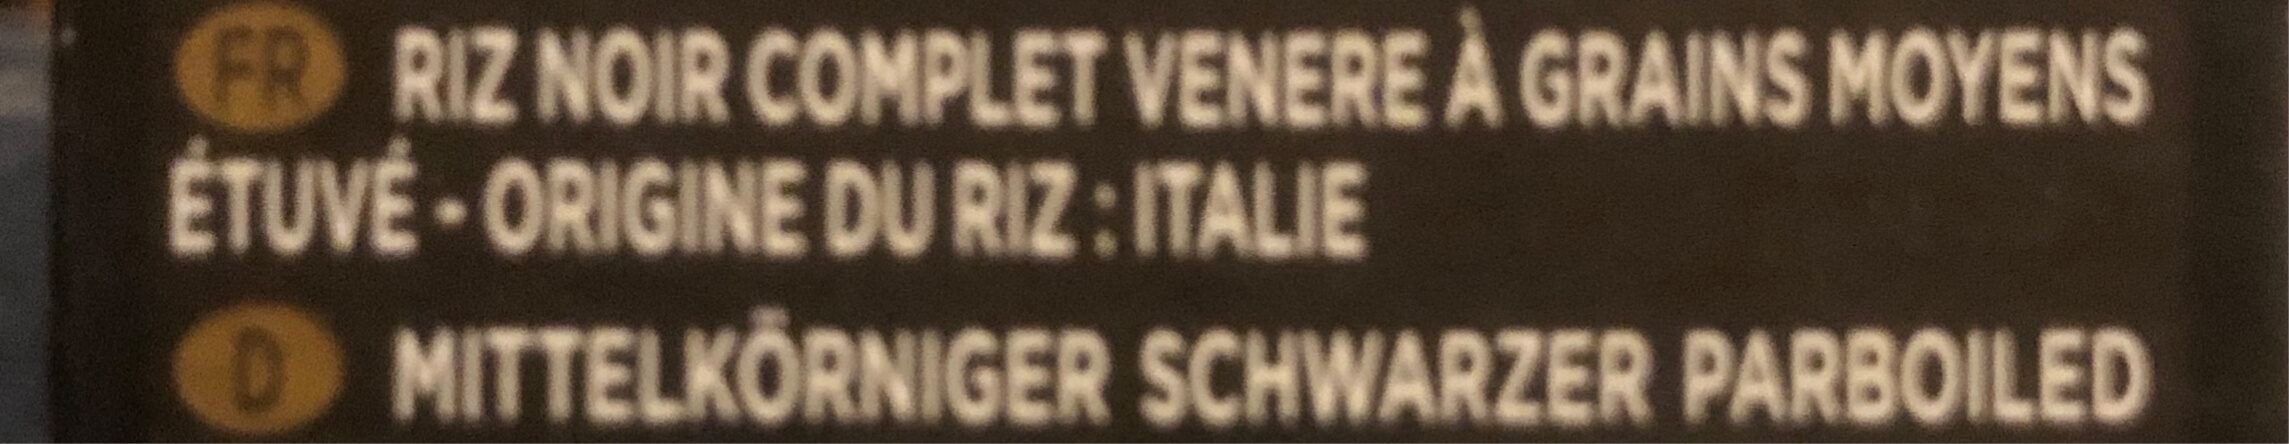 FR RIZ NOIR COMPLET VENERE À GRAINS MOYENS
ÉTUVÉ - ORIGINE DU RIZ : ITALIE
D MITTELKÖRNIGER SCHWARZER PARBOILED